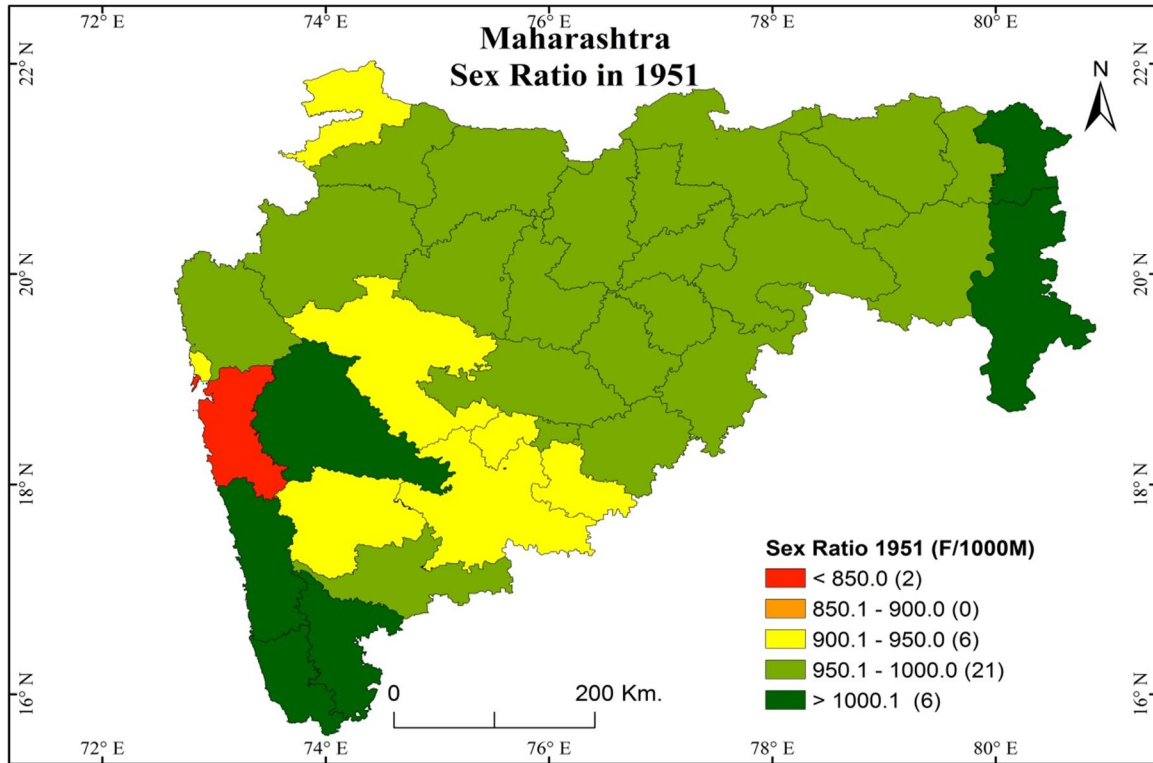 72° E 74° E 76° E 78° E 80° E
Maharashtra
Sex Ratio in 1951
N
22° N 22° N
20° N 20° N
18° N 18° N
16° N 16° N
Sex Ratio 1951 (F/1000M)
< 850.0 (2)
850.1 - 900.0 (0)
900.1 - 950.0 (6)
950.1 - 1000.0 (21)
> 1000.1 (6)
0 200 Km.
72° E 74° E 76° E 78° E 80° E